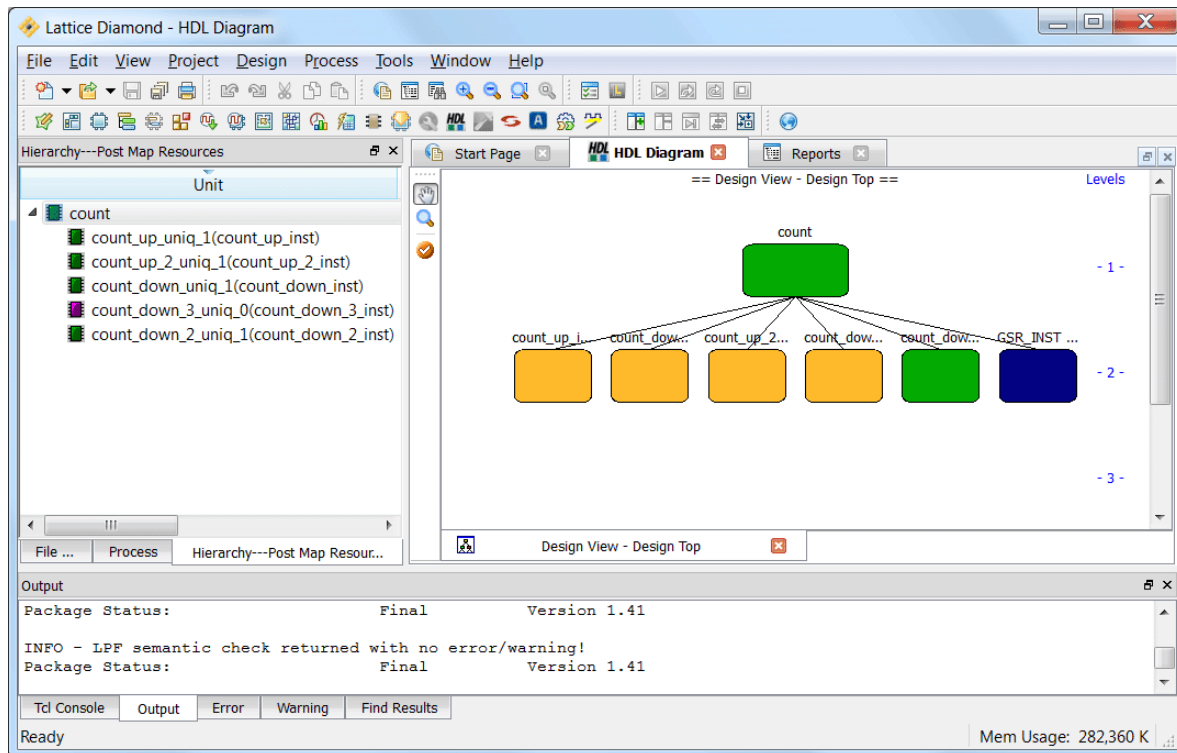 Lattice Diamond - HDL Diagram
File Edit View Project Design Process Tools Window Help
HDL
Hierarchy---Post Map Resources
Start Page
HDL HDL Diagram
Reports
Unit
count
count_up_uniq_1(count_up_inst)
count_up_2_uniq_1(count_up_2_inst)
count_down_uniq_1(count_down_inst)
count_down_3_uniq_0(count_down_3_inst)
count_down_2_uniq_1(count_down_2_inst)
== Design View - Design Top ==
Levels
count
- 1 -
count_up_i... count_dow... count_up_2... count_dow... count_dow... GSR_INST ...
- 2 -
- 3 -
File ... Process Hierarchy---Post Map Resour...
Design View - Design Top
Output
Package Status: Final Version 1.41
INFO - LPF semantic check returned with no error/warning!
Package Status: Final Version 1.41
Tcl Console Output Error Warning Find Results
Ready
Mem Usage: 282,360 K